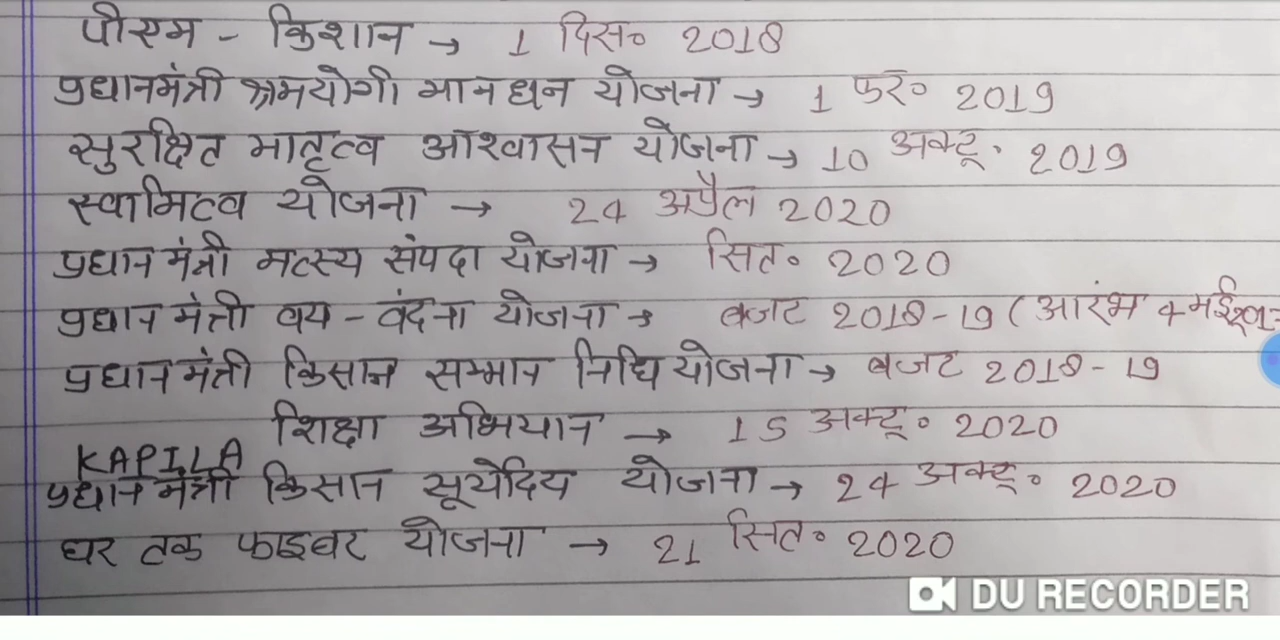 पीएम - किशान → 1 दिस० 2018
प्रधानमंत्री श्रमयोगी मानधन योजना → 1 फर० 2019
सुरक्षित मातृत्व आश्वासन योजना → 10 अक्टू. 2019
स्वामित्व योजना → 24 अप्रैल 2020
प्रधानमंत्री मत्स्य संपदा योजना → सित० 2020
प्रधानमंत्री वय - वंदना योजना → बजट 2018-19 (आरंभ 4 मई
प्रधानमंत्री किसान सम्मान निधि योजना → बजट 2018-19
KAPILA शिक्षा अभियान → 15 अक्टू० 2020
प्रधानमंत्री किसान सूर्योदय योजना → 24 अक्टू० 2020
घर तक फाइबर योजना → 21 सित० 2020
DU RECORDER